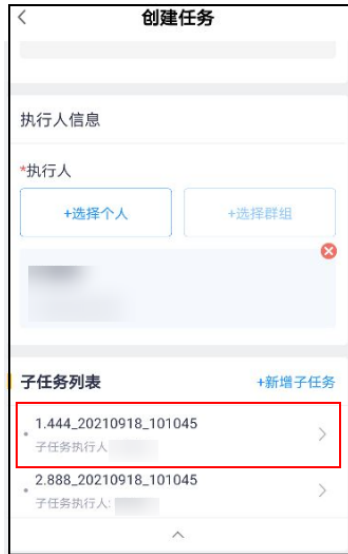 创建任务
执行人信息
*执行人
+选择个人
+选择群组
子任务列表
+新增子任务
1.444_20210918_101045
子任务执行人
2.888_20210918_101045
子任务执行人: